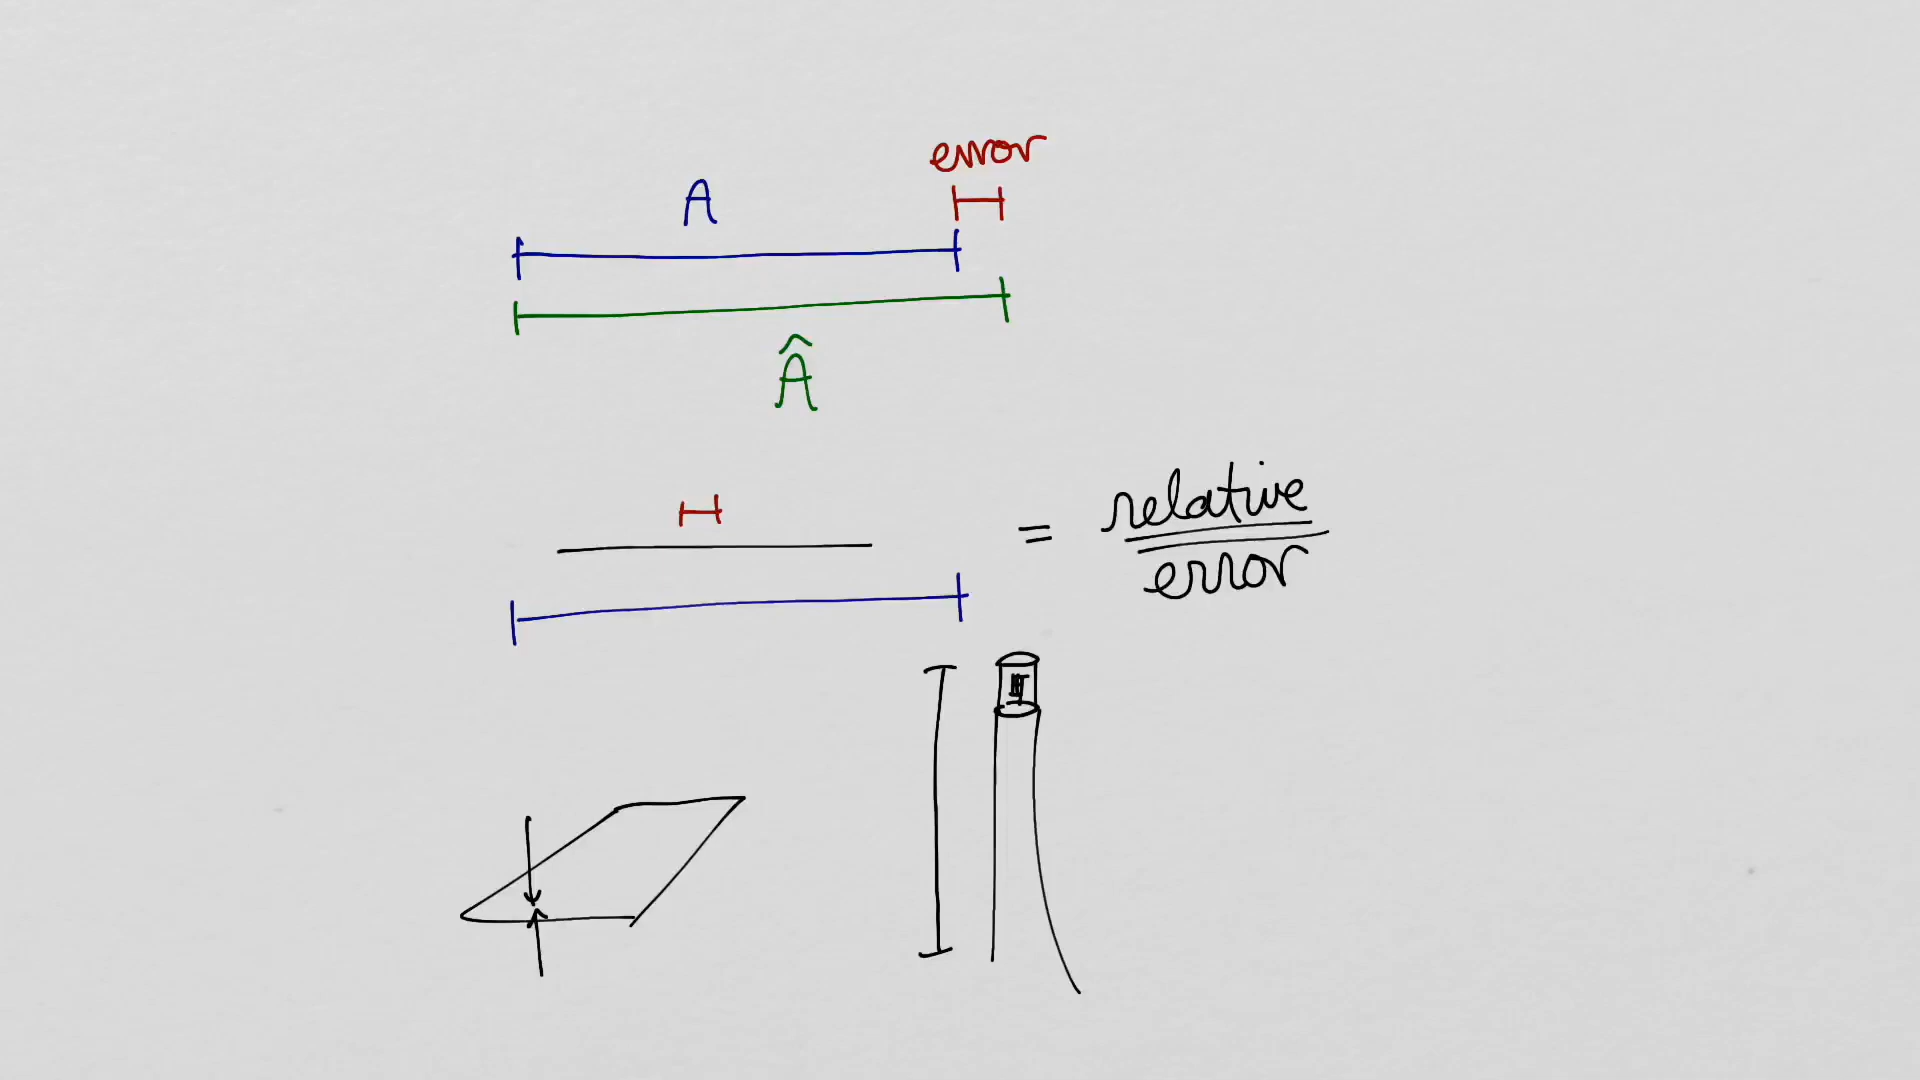 error
A
Â
= relative
error